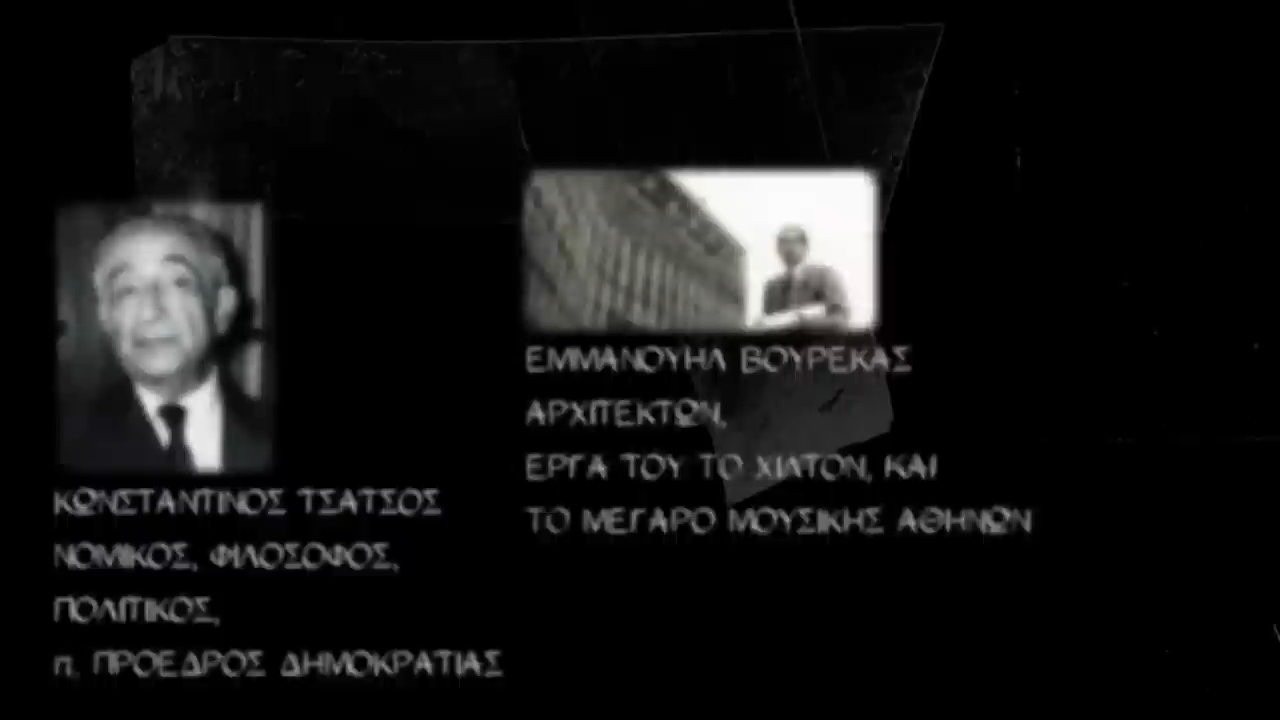 ΚΩΝΣΤΑΝΤΙΝΟΣ ΤΣΑΤΣΟΣ
ΝΟΜΙΚΟΣ, ΦΙΛΟΣΟΦΟΣ,
ΠΟΛΙΤΙΚΟΣ,
π. ΠΡΟΕΔΡΟΣ ΔΗΜΟΚΡΑΤΙΑΣ
ΕΜΜΑΝΟΥΗΛ ΒΟΥΡΕΚΑΣ
ΑΡΧΙΤΕΚΤΩΝ,
ΕΡΓΑ ΤΟΥ ΤΟ ΧΙΛΤΟΝ, ΚΑΙ
ΤΟ ΜΕΓΑΡΟ ΜΟΥΣΙΚΗΣ ΑΘΗΝΩΝ